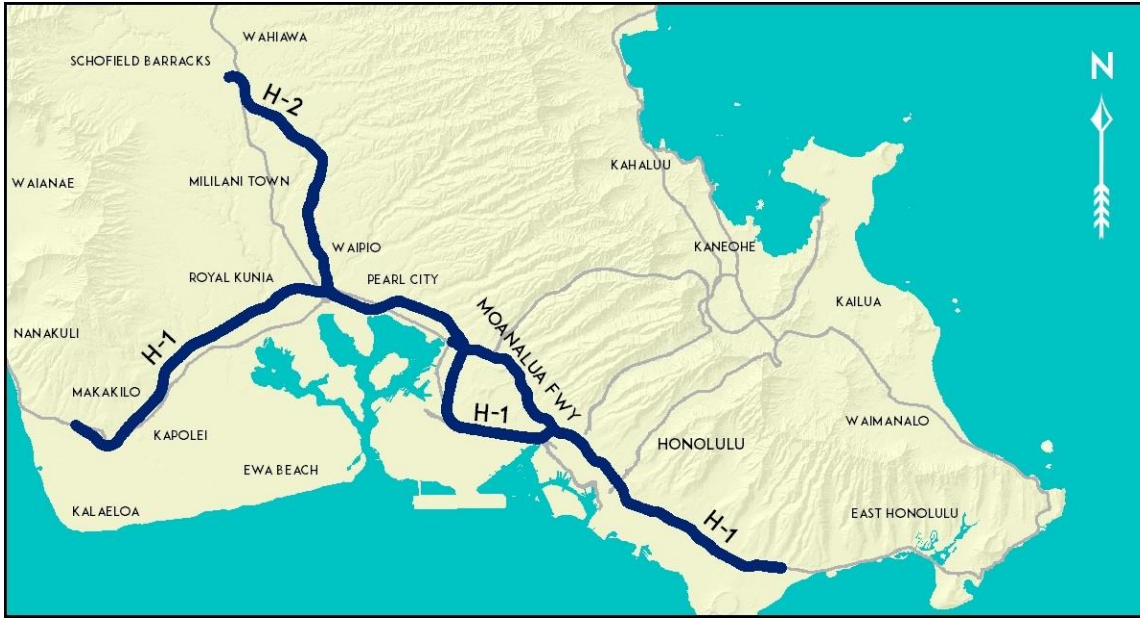 WAHIAWA
SCHOFIELD BARRACKS
N
H-2
KAHALUU
WAIANAE
MILILANI TOWN
WAIPIO
KANEOHE
ROYAL KUNIA
PEARL CITY
KAILUA
NANAKULI
H-1
MOANALUA FWY
MAKAKILO
H-1
KAPOLEI
HONOLULU
WAIMANALO
EWA BEACH
KALAELOA
EAST HONOLULU
H-1